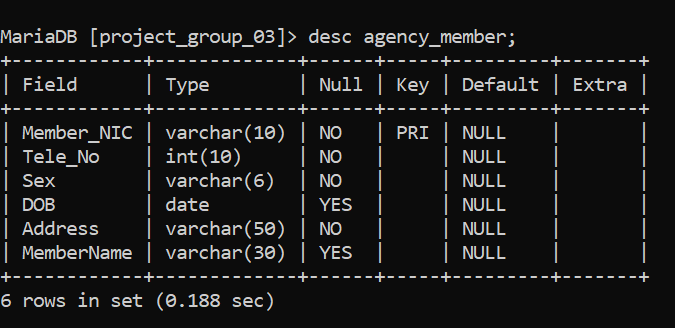 MariaDB [project_group_03]> desc agency_member;
+------------+-------------+------+-----+---------+-------+
| Field      | Type        | Null | Key | Default | Extra |
+------------+-------------+------+-----+---------+-------+
| Member_NIC | varchar(10) | NO   | PRI | NULL    |       |
| Tele_No    | int(10)     | NO   |     | NULL    |       |
| Sex        | varchar(6)  | NO   |     | NULL    |       |
| DOB        | date        | YES  |     | NULL    |       |
| Address    | varchar(50) | NO   |     | NULL    |       |
| MemberName | varchar(30) | YES  |     | NULL    |       |
+------------+-------------+------+-----+---------+-------+
6 rows in set (0.188 sec)